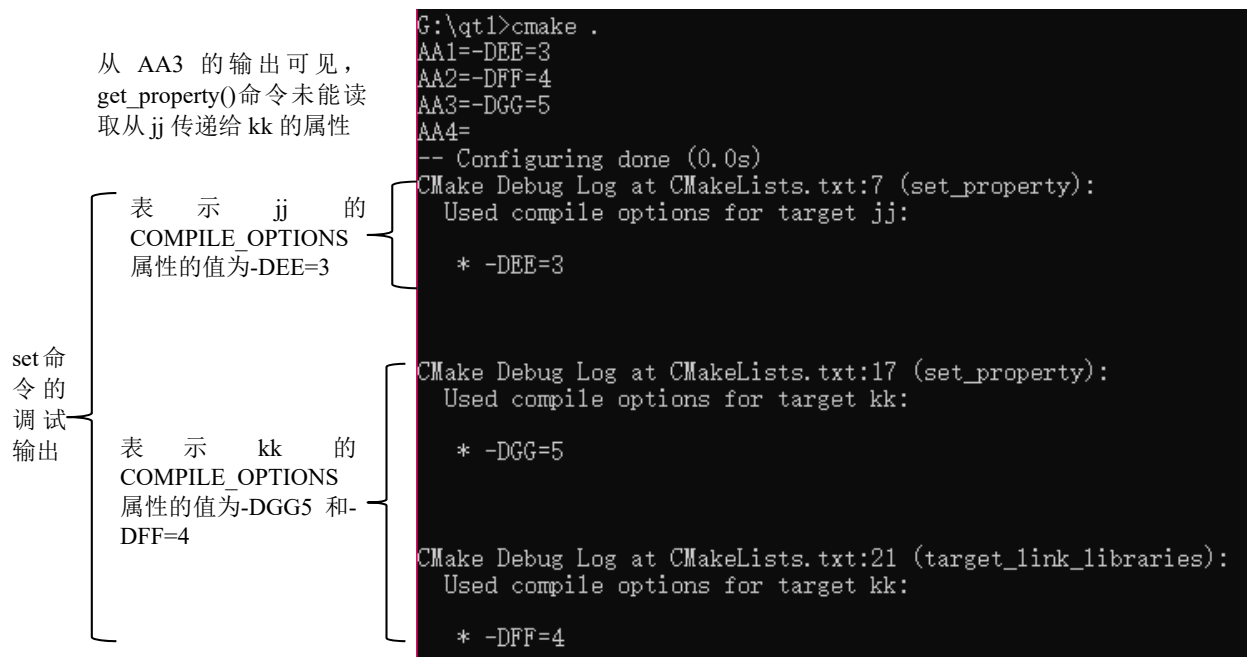 从 AA3 的输出可见，
get_property()命令未能读
取从 jj 传递给 kk 的属性
表 示 jj 的
COMPILE_OPTIONS
属性的值为-DEE=3
set 命
令 的
调 试
输出
表 示 kk 的
COMPILE_OPTIONS
属性的值为-DGG5 和-
DFF=4
G:\qt1>cmake .
AA1=-DEE=3
AA2=-DFF=4
AA3=-DGG=5
AA4=
-- Configuring done (0.0s)
CMake Debug Log at CMakeLists.txt:7 (set_property):
Used compile options for target jj:
* -DEE=3
CMake Debug Log at CMakeLists.txt:17 (set_property):
Used compile options for target kk:
* -DGG=5
CMake Debug Log at CMakeLists.txt:21 (target_link_libraries):
Used compile options for target kk:
* -DFF=4